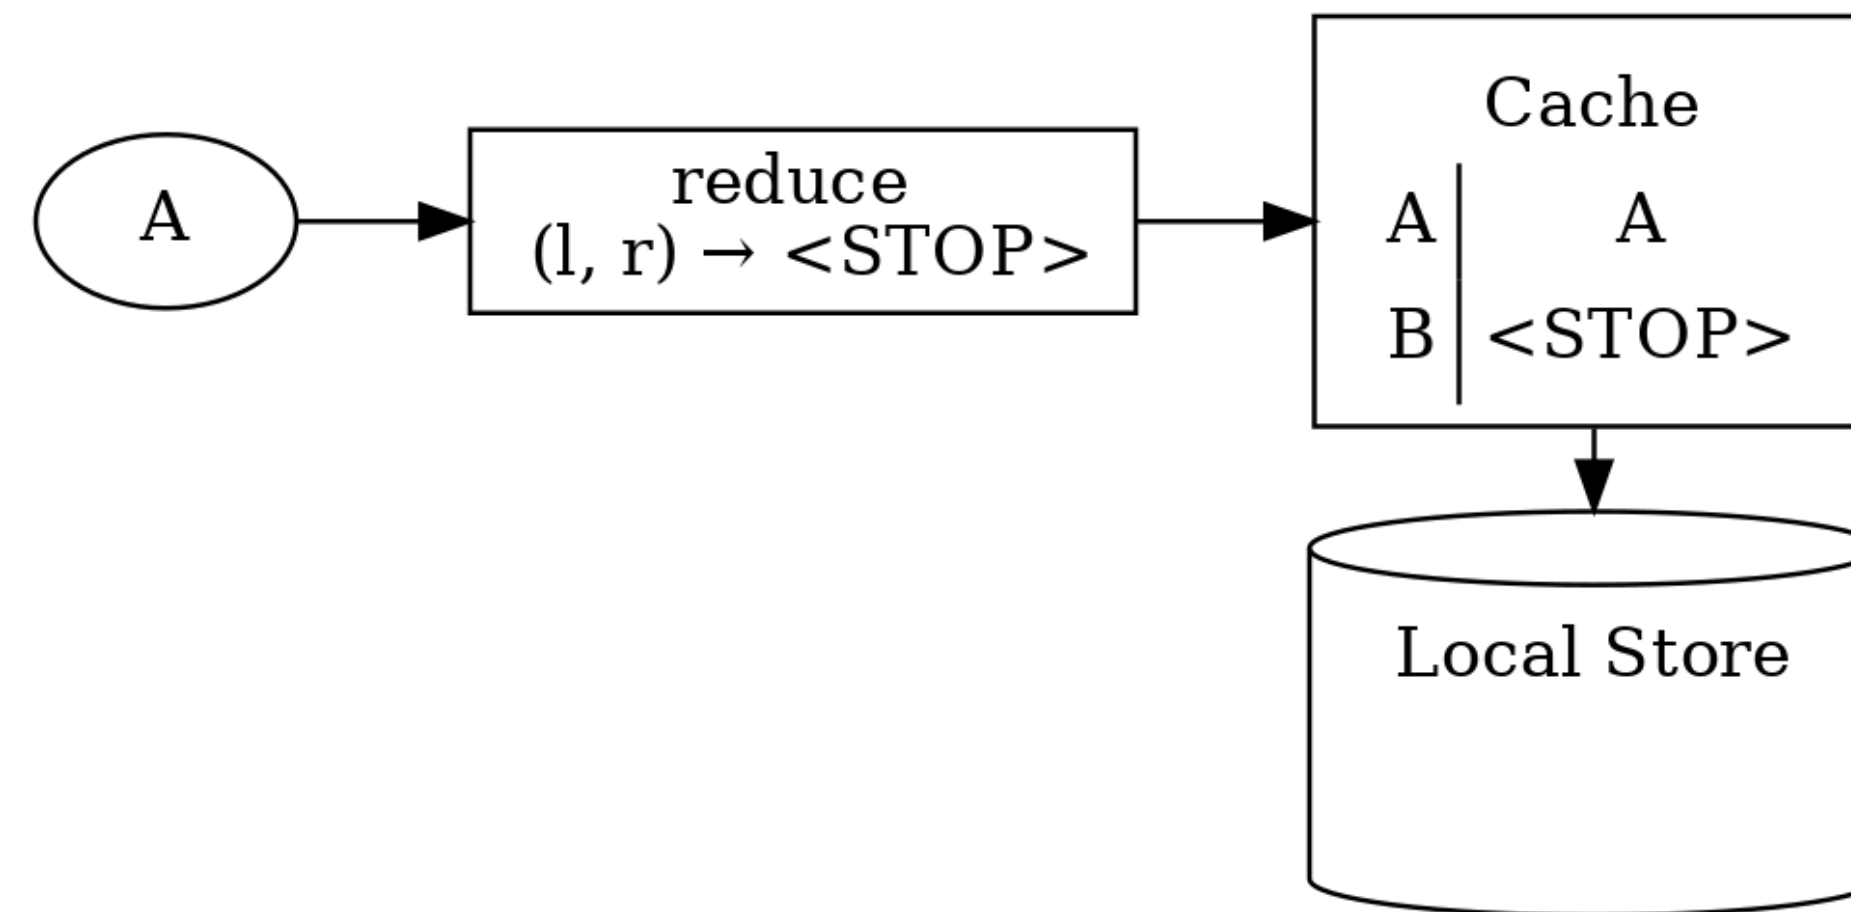 A
reduce
(l, r) → <STOP>
Cache
A A
B <STOP>
Local Store